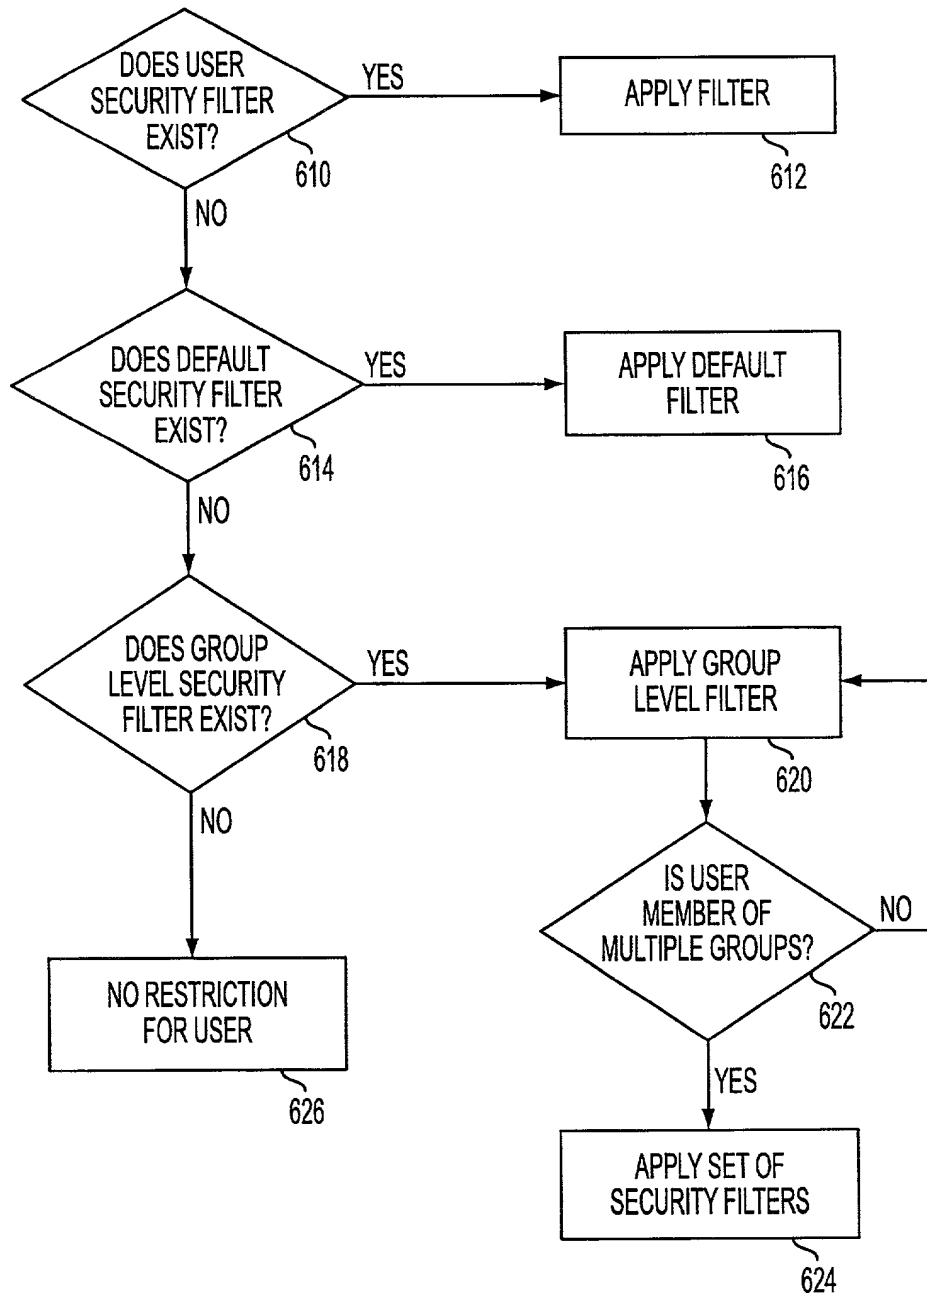 DOES USER
SECURITY FILTER
EXIST?
610
YES
APPLY FILTER
612
NO
DOES DEFAULT
SECURITY FILTER
EXIST?
614
YES
APPLY DEFAULT
FILTER
616
NO
DOES GROUP
LEVEL SECURITY
FILTER EXIST?
618
YES
APPLY GROUP
LEVEL FILTER
620
NO
IS USER
MEMBER OF
MULTIPLE GROUPS?
622
NO
NO RESTRICTION
FOR USER
626
YES
APPLY SET OF
SECURITY FILTERS
624